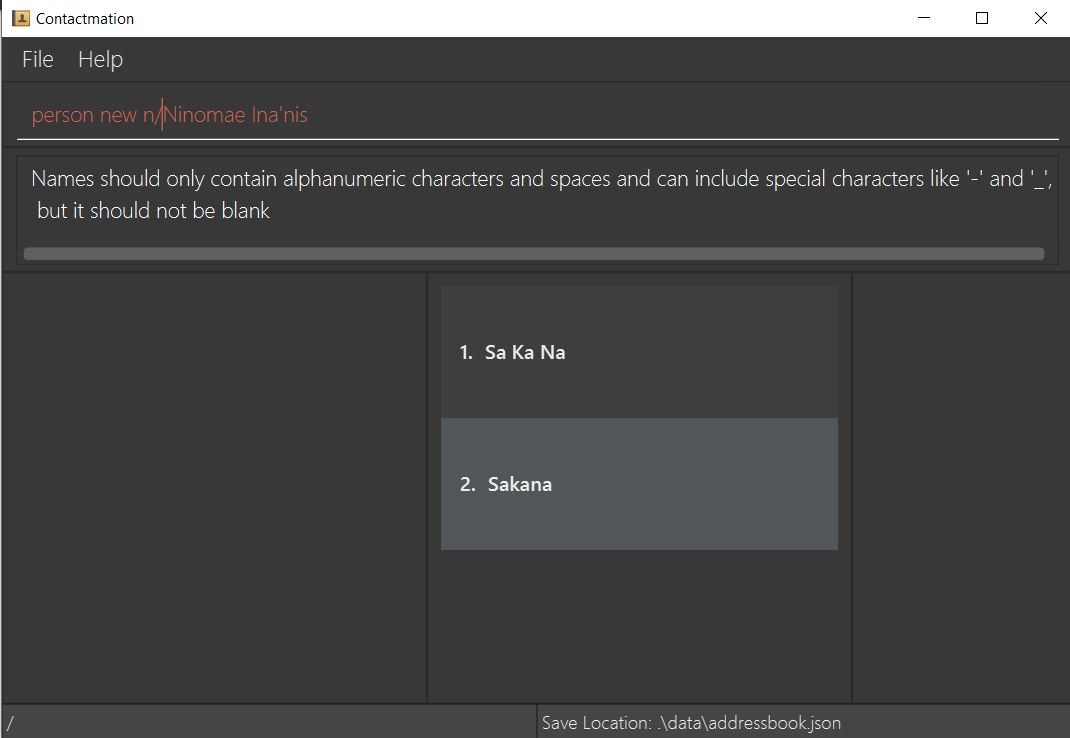 Contactmation
File Help
person new n/Ninomae Ina'nis
Names should only contain alphanumeric characters and spaces and can include special characters like '-' and '_',
but it should not be blank
1. Sa Ka Na
2. Sakana
/
Save Location: .\data\addressbook.json